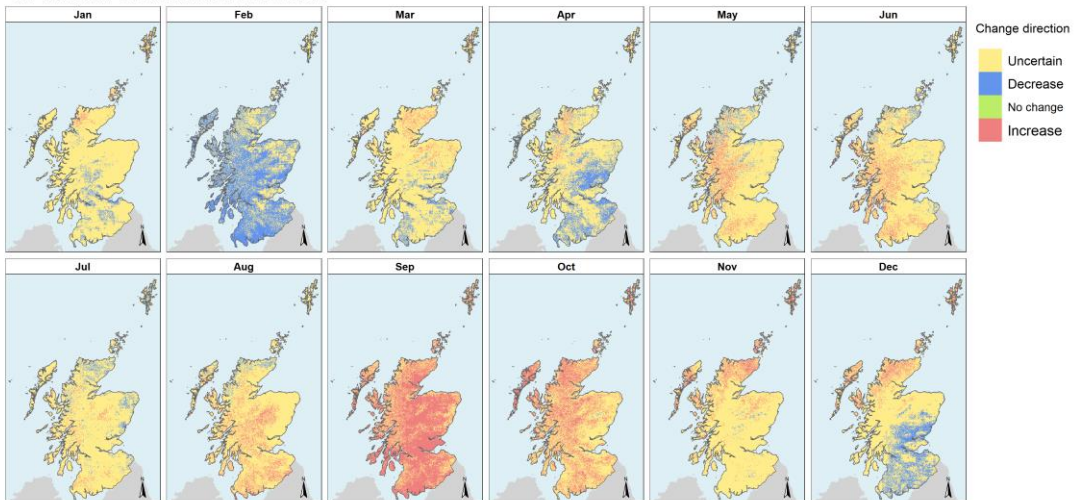 Jan
Feb
Mar
Apr
May
Jun
Change direction
Uncertain
Decrease
No change
Increase
Jul
Aug
Sep
Oct
Nov
Dec